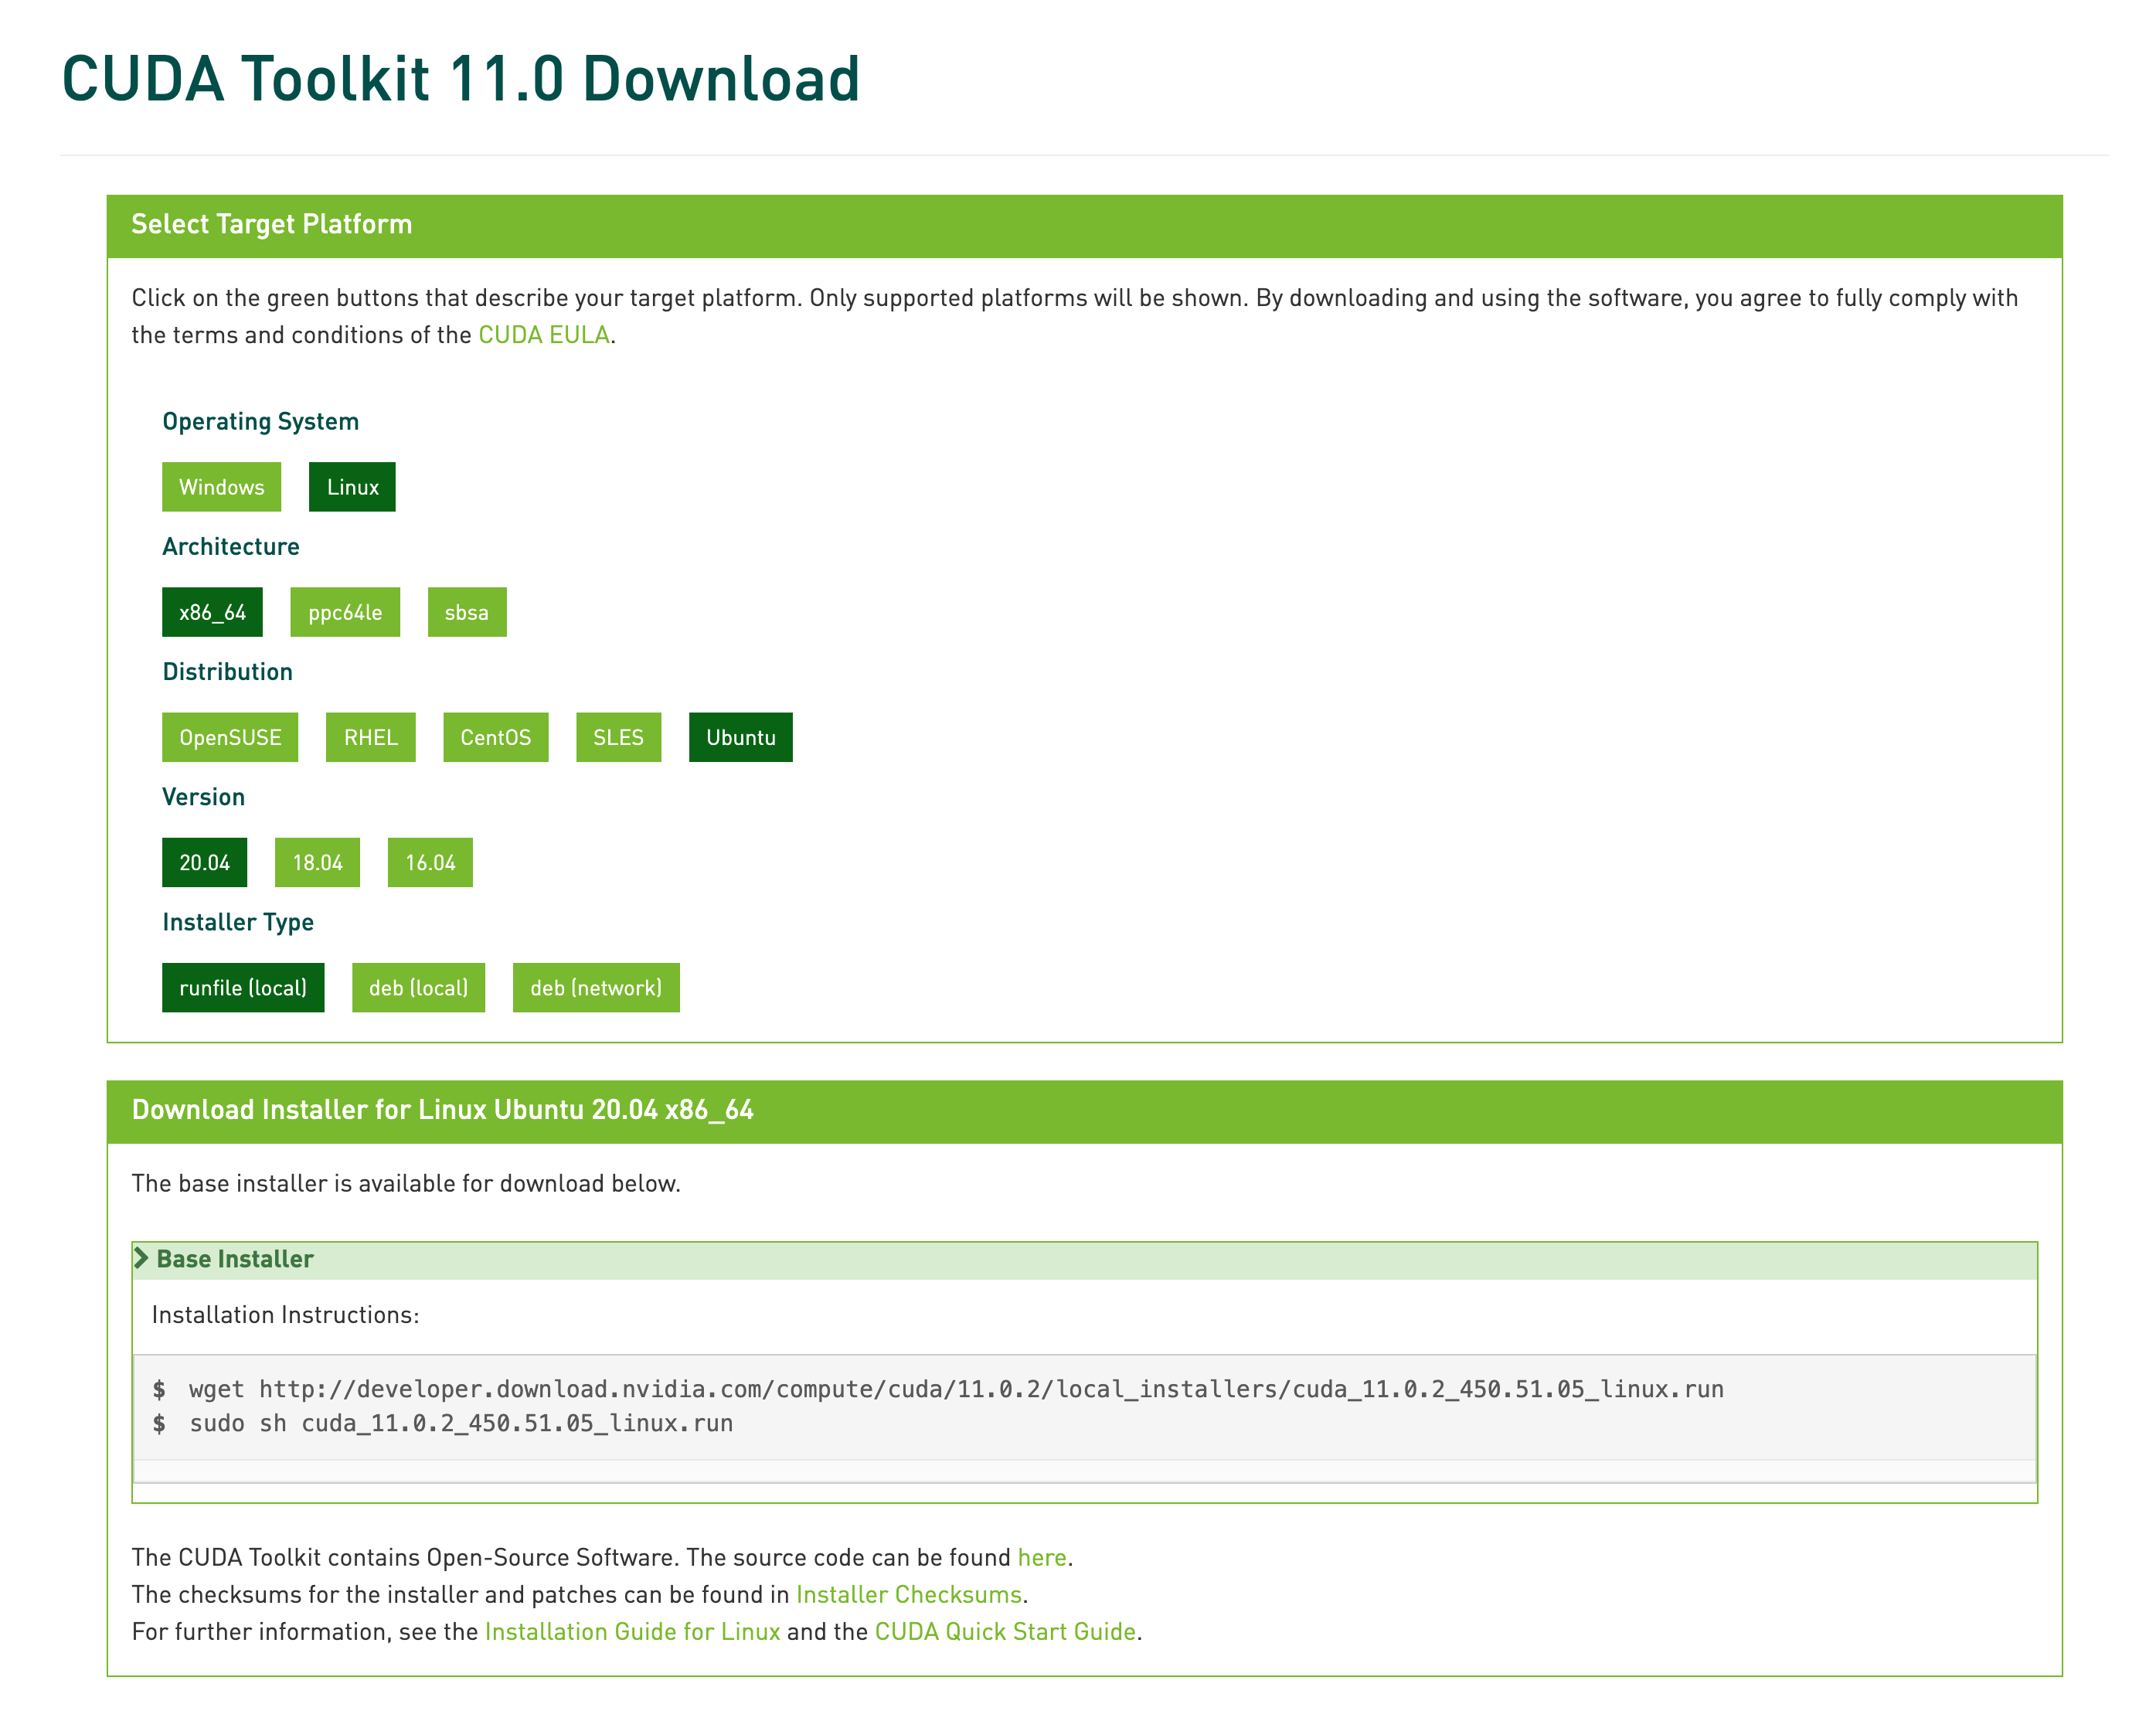 CUDA Toolkit 11.0 Download
Select Target Platform
Click on the green buttons that describe your target platform. Only supported platforms will be shown. By downloading and using the software, you agree to fully comply with
the terms and conditions of the CUDA EULA.
Operating System
Windows Linux
Architecture
x86_64 ppc64le sbsa
Distribution
OpenSUSE RHEL CentOS SLES Ubuntu
Version
20.04 18.04 16.04
Installer Type
runfile (local) deb (local) deb (network)
Download Installer for Linux Ubuntu 20.04 x86_64
The base installer is available for download below.
Base Installer
Installation Instructions:
$ wget http://developer.download.nvidia.com/compute/cuda/11.0.2/local_installers/cuda_11.0.2_450.51.05_linux.run
$ sudo sh cuda_11.0.2_450.51.05_linux.run
The CUDA Toolkit contains Open-Source Software. The source code can be found here.
The checksums for the installer and patches can be found in Installer Checksums.
For further information, see the Installation Guide for Linux and the CUDA Quick Start Guide.